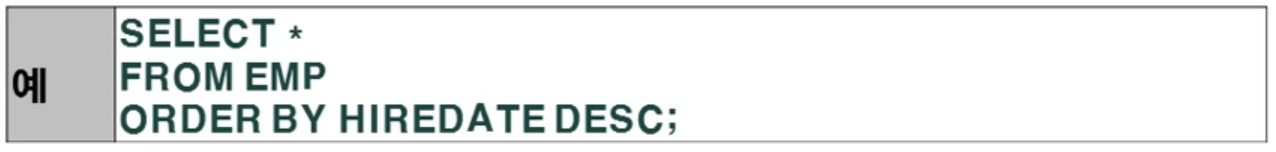 예
SELECT *
FROM EMP
ORDER BY HIREDATE DESC;